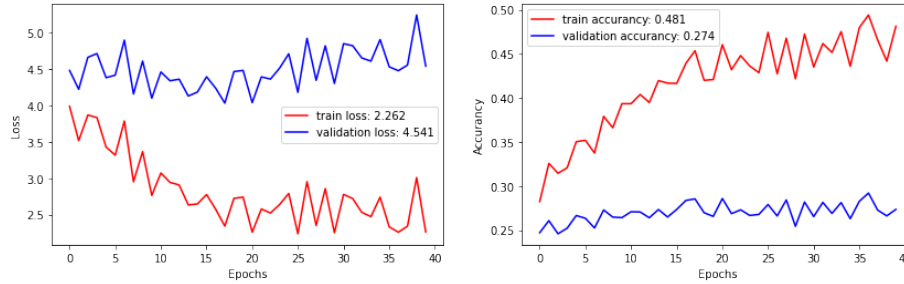 5.0
4.5
4.0
3.5
3.0
2.5
Loss
train loss: 2.262
validation loss: 4.541
0 5 10 15 20 25 30 35 40
Epochs
0.50
0.45
0.40
0.35
0.30
0.25
Accurancy
train accurancy: 0.481
validation accurancy: 0.274
0 5 10 15 20 25 30 35 4
Epochs